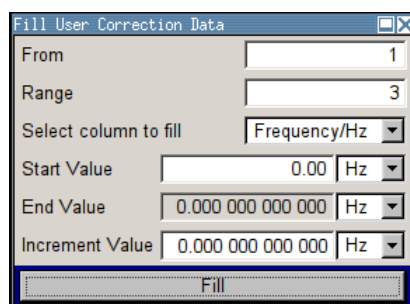 Fill User Correction Data
From 1
Range 3
Select column to fill Frequency/Hz
Start Value 0.00 Hz
End Value 0.000 000 000 000 Hz
Increment Value 0.000 000 000 000 Hz
Fill